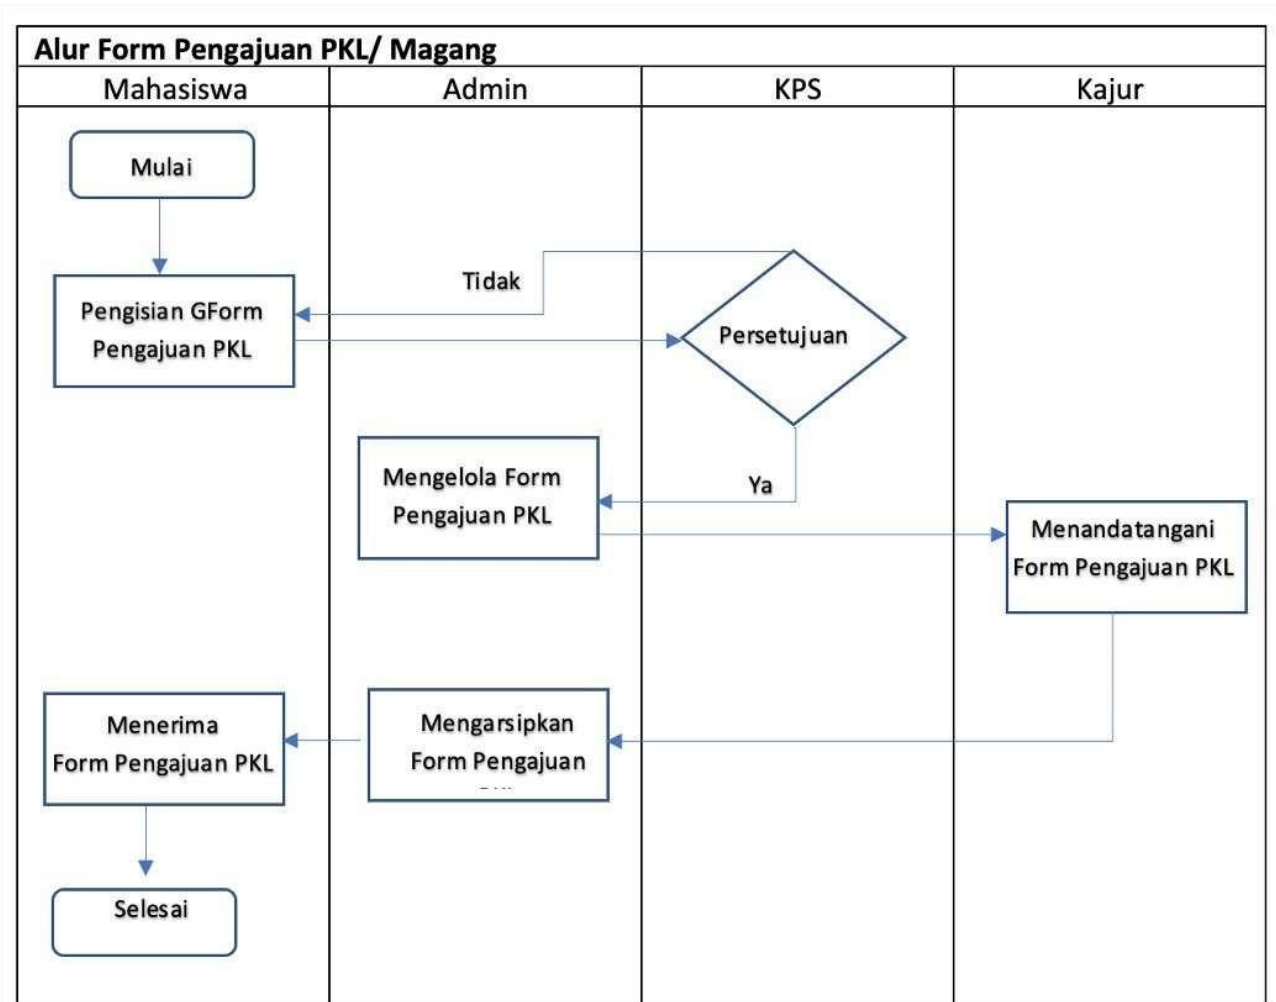 Alur Form Pengajuan PKL/ Magang
Mahasiswa
Admin
KPS
Kajur
Mulai
Tidak
Pengisian GForm
Pengajuan PKL
Persetujuan
Mengelola Form
Pengajuan PKL
Ya
Menandatangani
Form Pengajuan PKL
Menerima
Form Pengajuan PKL
Mengarsipkan
Form Pengajuan
Selesai